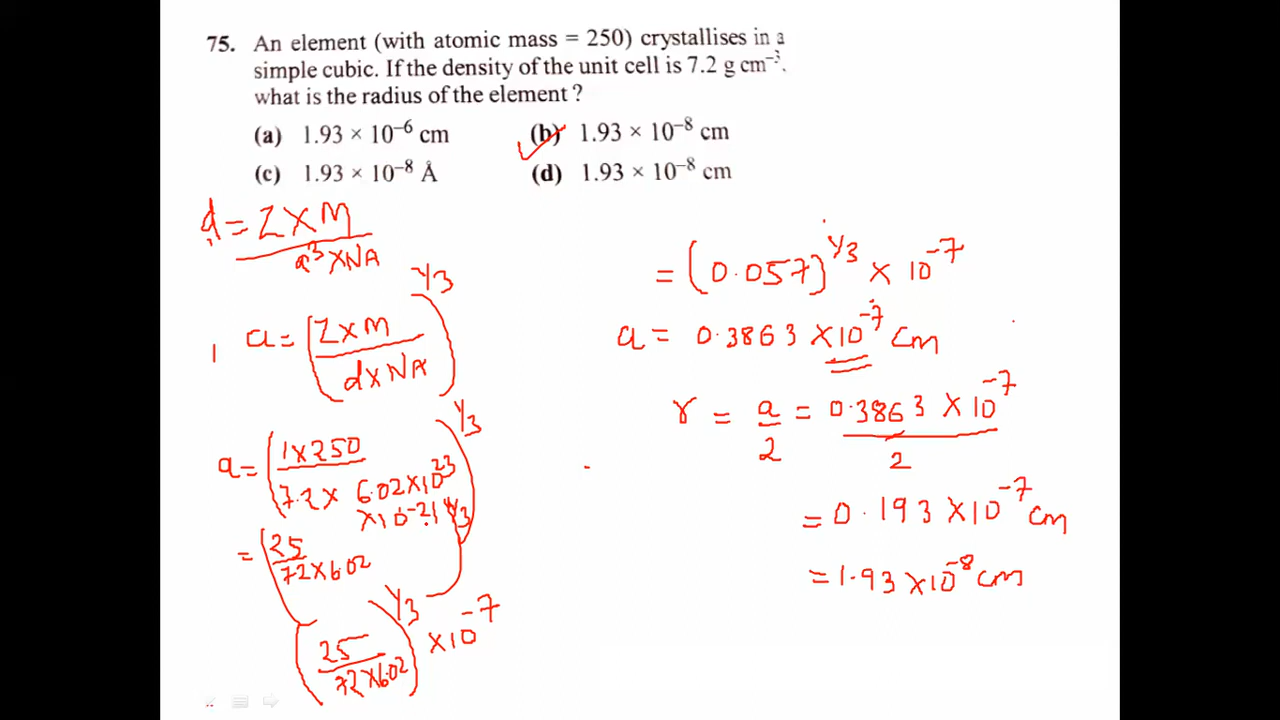 75. An element (with atomic mass = 250) crystallises in a
simple cubic. If the density of the unit cell is 7.2 g cm⁻³.
what is the radius of the element ?
(a) 1.93 × 10⁻⁶ cm (b) 1.93 × 10⁻⁸ cm
(c) 1.93 × 10⁻⁸ Å (d) 1.93 × 10⁻⁸ cm
d = Z×M
a³×NA
a = (Z×M
d×NA)
1/3
a = (1×250
7.2× 6.02×10²³
×10⁻²¹)
1/3
= (25
72×6.02)
1/3
(25
72×6.02)
1/3
×10⁻⁷
= (0.057)^1/3 × 10⁻⁷
a = 0.3863 ×10⁻⁷ cm
r = a/2 = 0.3863 ×10⁻⁷
2
= 0.193 ×10⁻⁷ cm
= 1.93 ×10⁻⁸ cm